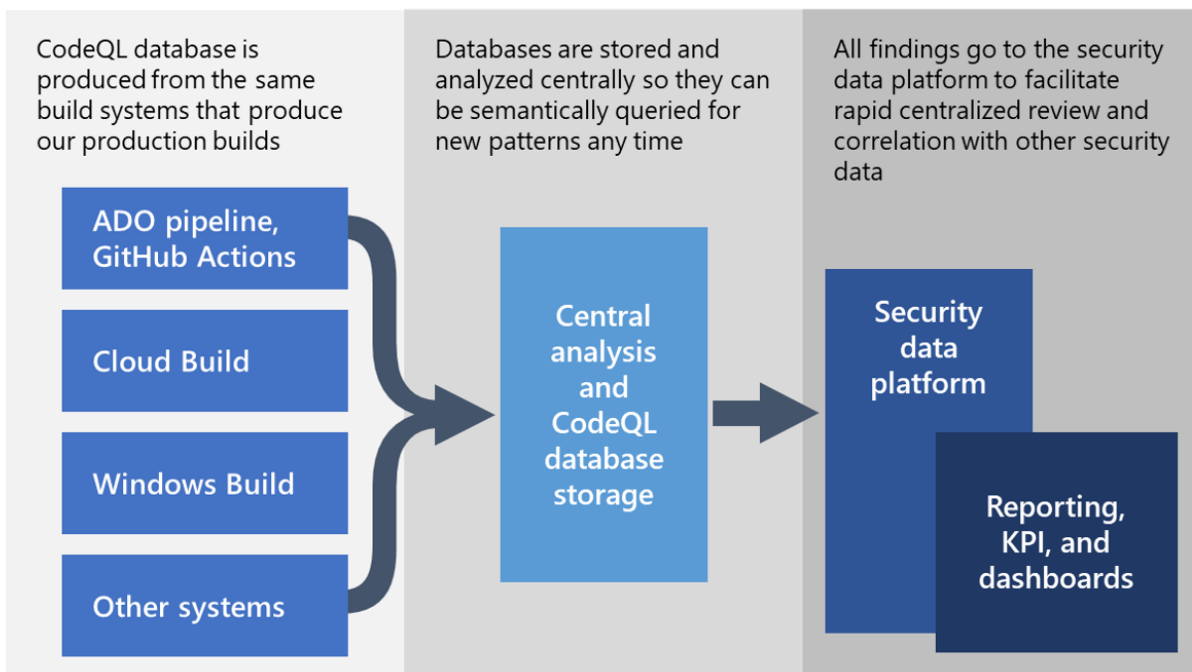 CodeQL database is
produced from the same
build systems that produce
our production builds
Databases are stored and
analyzed centrally so they can
be semantically queried for
new patterns any time
All findings go to the security
data platform to facilitate
rapid centralized review and
correlation with other security
data
ADO pipeline,
GitHub Actions
Cloud Build
Windows Build
Other systems
Central
analysis
and
CodeQL
database
storage
Security
data
platform
Reporting,
KPI, and
dashboards